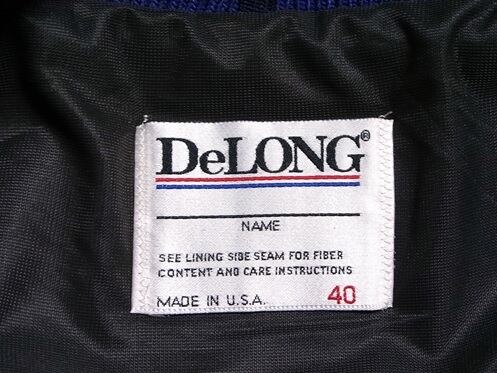 DeLONG®
NAME
SEE LINING SIDE SEAM FOR FIBER
CONTENT AND CARE INSTRUCTIONS
MADE IN U.S.A. 40